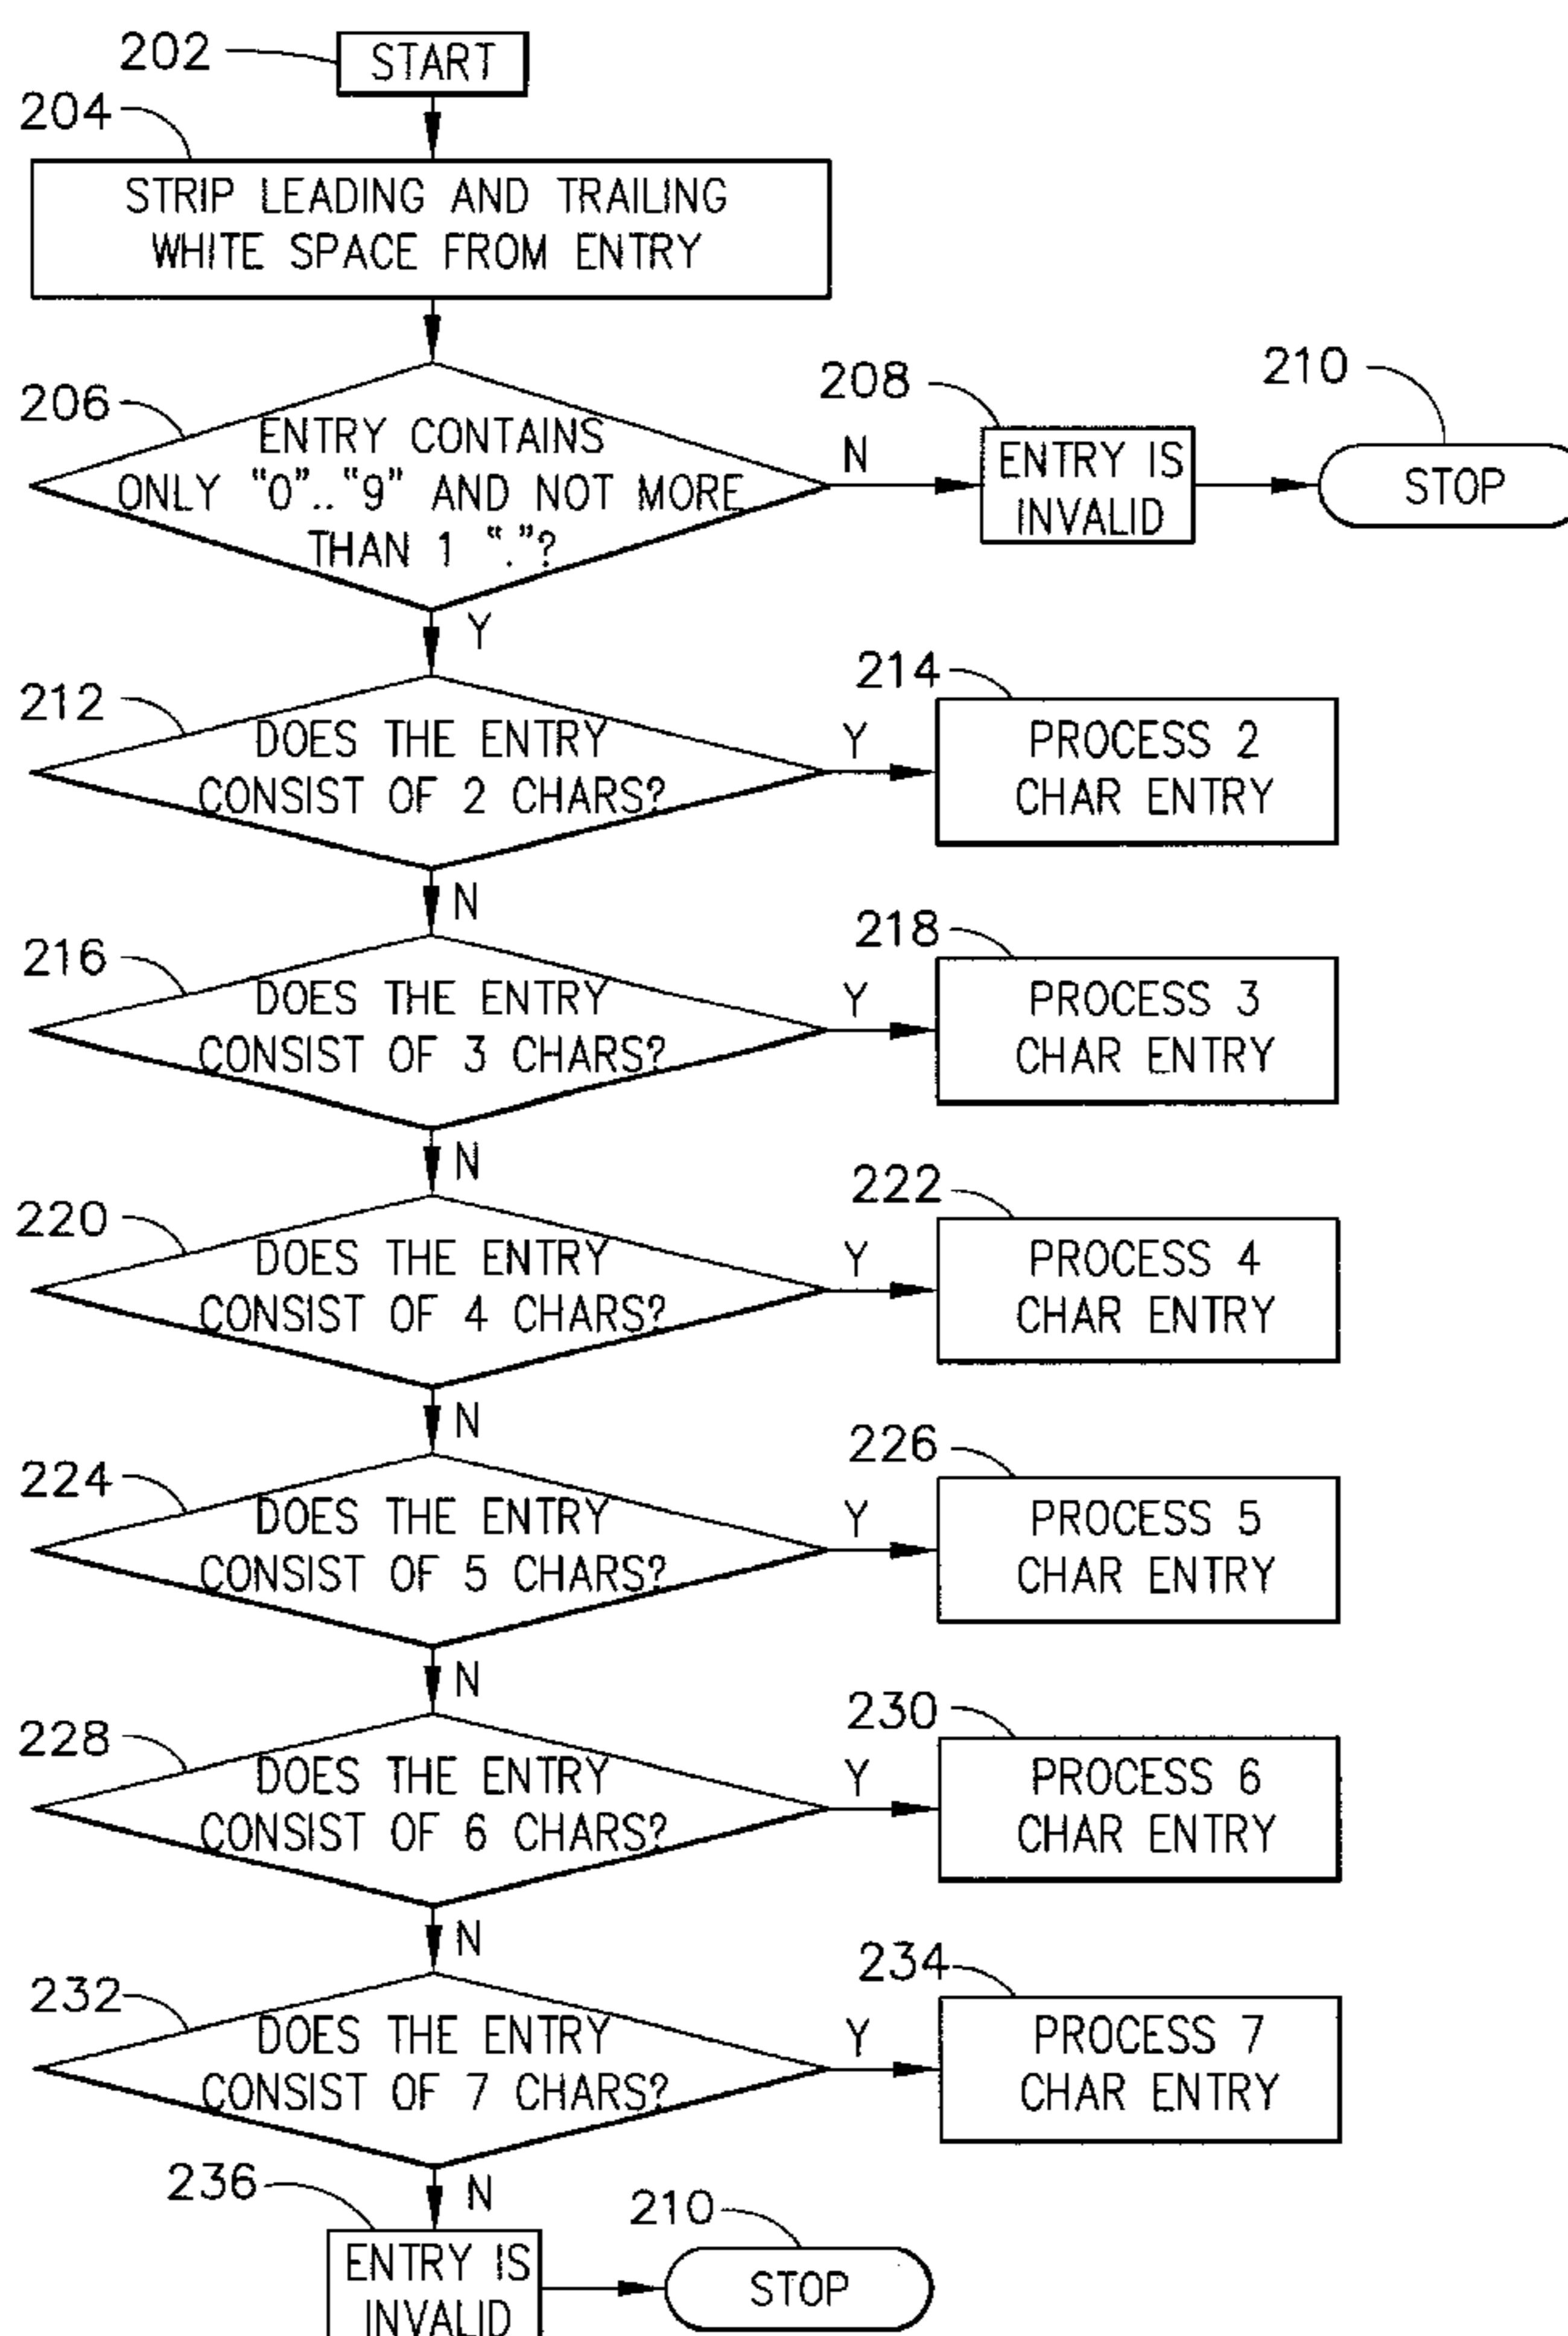 202
START
204
STRIP LEADING AND TRAILING
WHITE SPACE FROM ENTRY
206
ENTRY CONTAINS
ONLY "0".. "9" AND NOT MORE
THAN 1 "."?
N
208
ENTRY IS
INVALID
210
STOP
Y
212
DOES THE ENTRY
CONSIST OF 2 CHARS?
Y
214
PROCESS 2
CHAR ENTRY
N
216
DOES THE ENTRY
CONSIST OF 3 CHARS?
Y
218
PROCESS 3
CHAR ENTRY
N
220
DOES THE ENTRY
CONSIST OF 4 CHARS?
Y
222
PROCESS 4
CHAR ENTRY
N
224
DOES THE ENTRY
CONSIST OF 5 CHARS?
Y
226
PROCESS 5
CHAR ENTRY
N
228
DOES THE ENTRY
CONSIST OF 6 CHARS?
Y
230
PROCESS 6
CHAR ENTRY
N
232
DOES THE ENTRY
CONSIST OF 7 CHARS?
Y
234
PROCESS 7
CHAR ENTRY
N
236
ENTRY IS
INVALID
210
STOP